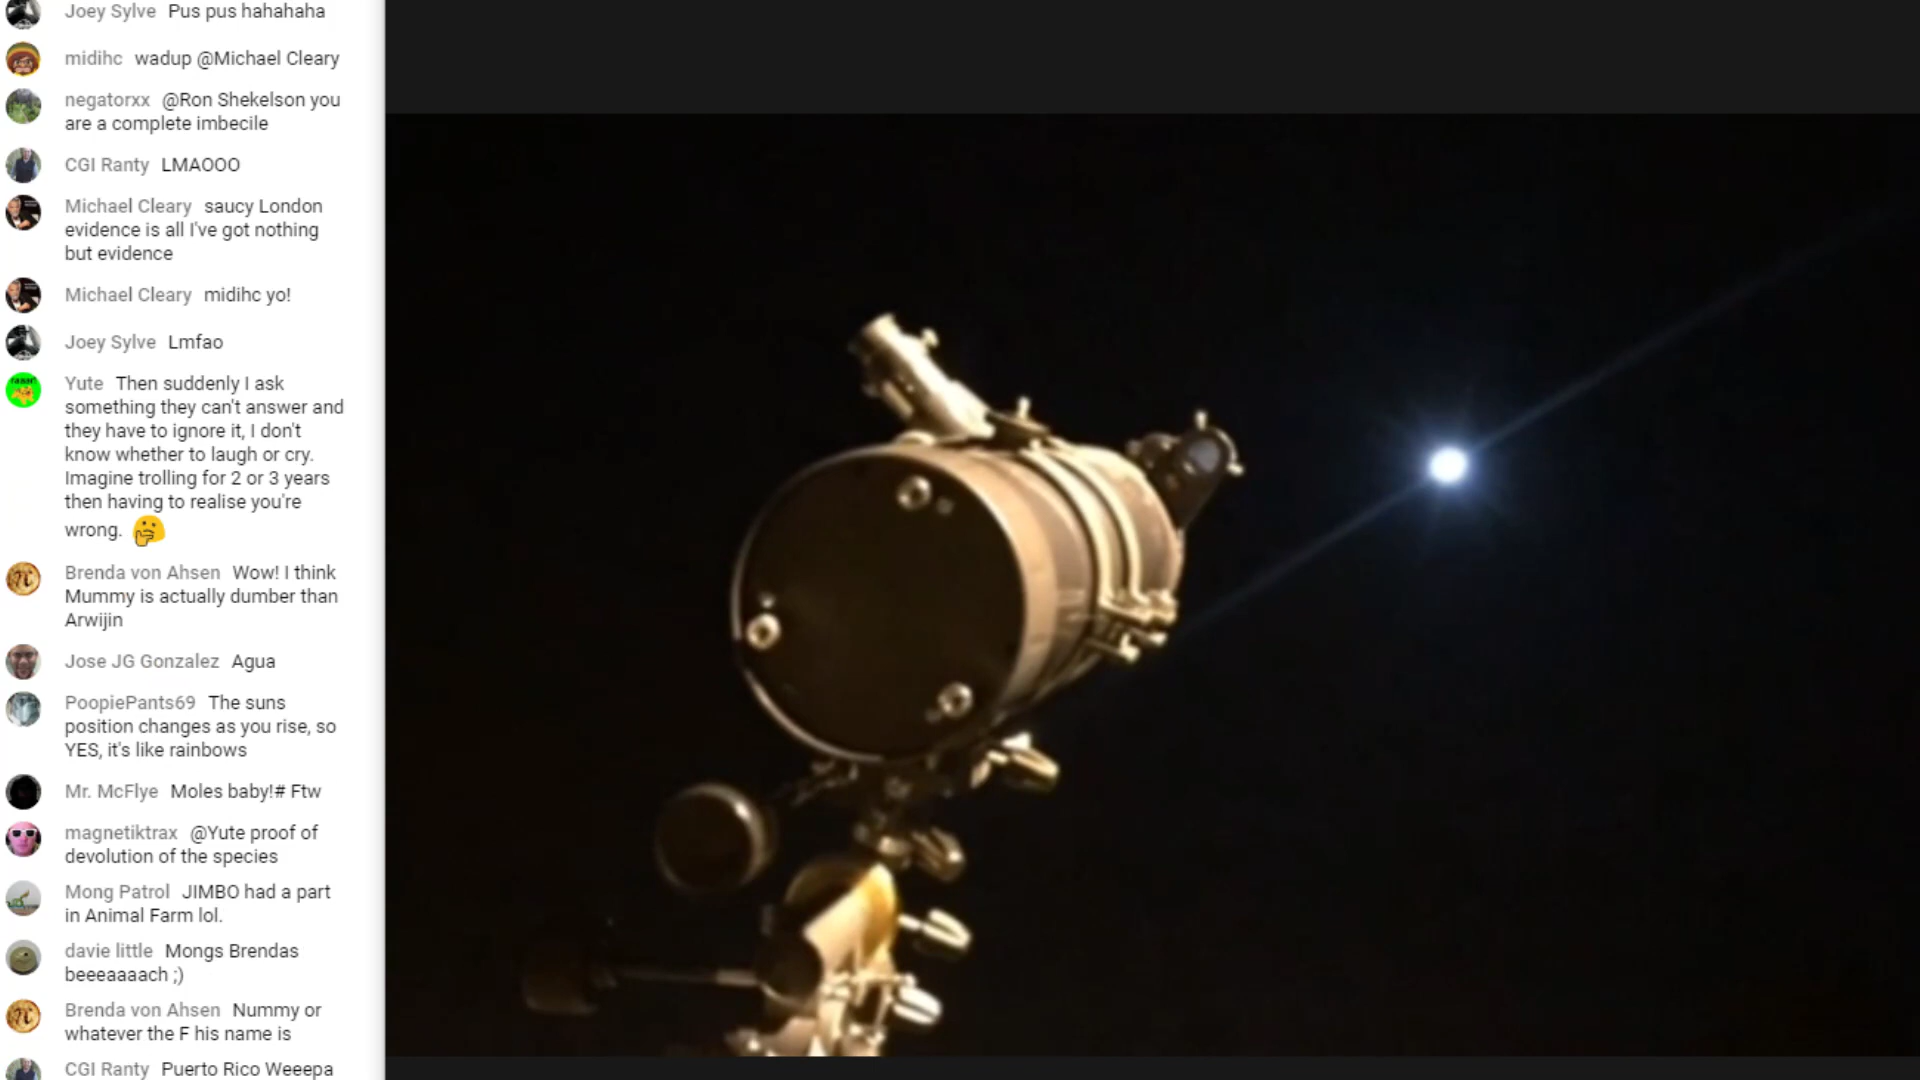 Joey Sylve Pus pus hahahaha
midihc wadup @Michael Cleary
negatorxx @Ron Shekelson you
are a complete imbecile
CGI Ranty LMAOOO
Michael Cleary saucy London
evidence is all I've got nothing
but evidence
Michael Cleary midihc yo!
Joey Sylve Lmfao
Yute Then suddenly I ask
something they can't answer and
they have to ignore it, I don't
know whether to laugh or cry.
Imagine trolling for 2 or 3 years
then having to realise you're
wrong. 🤔
Brenda von Ahsen Wow! I think
Mummy is actually dumber than
Arwijin
Jose JG Gonzalez Agua
PoopiePants69 The suns
position changes as you rise, so
YES, it's like rainbows
Mr. McFlye Moles baby!# Ftw
magnetiktrax @Yute proof of
devolution of the species
Mong Patrol JIMBO had a part
in Animal Farm lol.
davie little Mongs Brendas
beeeaaaach ;)
Brenda von Ahsen Nummy or
whatever the F his name is
CGI Ranty Puerto Rico Weeepa